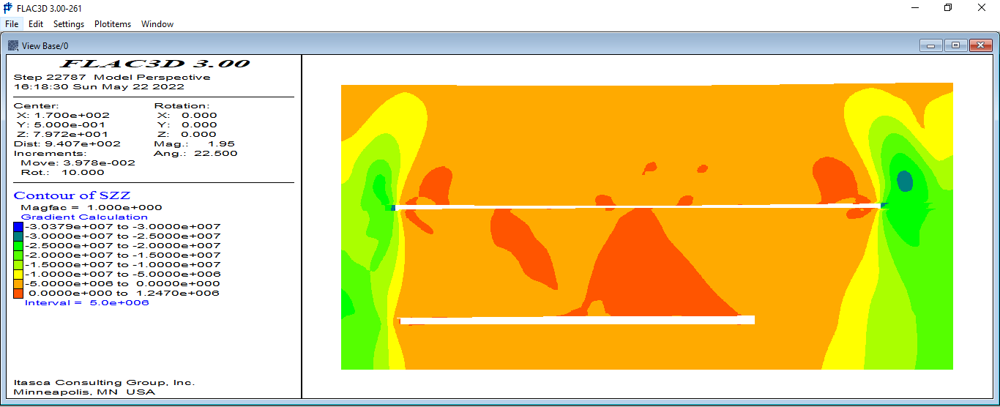 FLAC3D 3.00-261
File Edit Settings Plotitems Window
View Base/0
FLAC3D 3.00
Step 22787 Model Perspective
16:18:30 Sun May 22 2022
Center: Rotation:
X: 1.700e+002 X: 0.000
Y: 5.000e-001 Y: 0.000
Z: 7.972e+001 Z: 0.000
Dist: 9.407e+002 Mag.: 1.95
Increments: Ang.: 22.500
Move: 3.978e-002
Rot.: 10.000
Contour of SZZ
Magfac = 1.000e+000
Gradient Calculation
-3.0379e+007 to -3.0000e+007
-3.0000e+007 to -2.5000e+007
-2.5000e+007 to -2.0000e+007
-2.0000e+007 to -1.5000e+007
-1.5000e+007 to -1.0000e+007
-1.0000e+007 to -5.0000e+006
-5.0000e+006 to 0.0000e+000
0.0000e+000 to 1.2470e+006
Interval = 5.0e+006
Itasca Consulting Group, Inc.
Minneapolis, MN USA